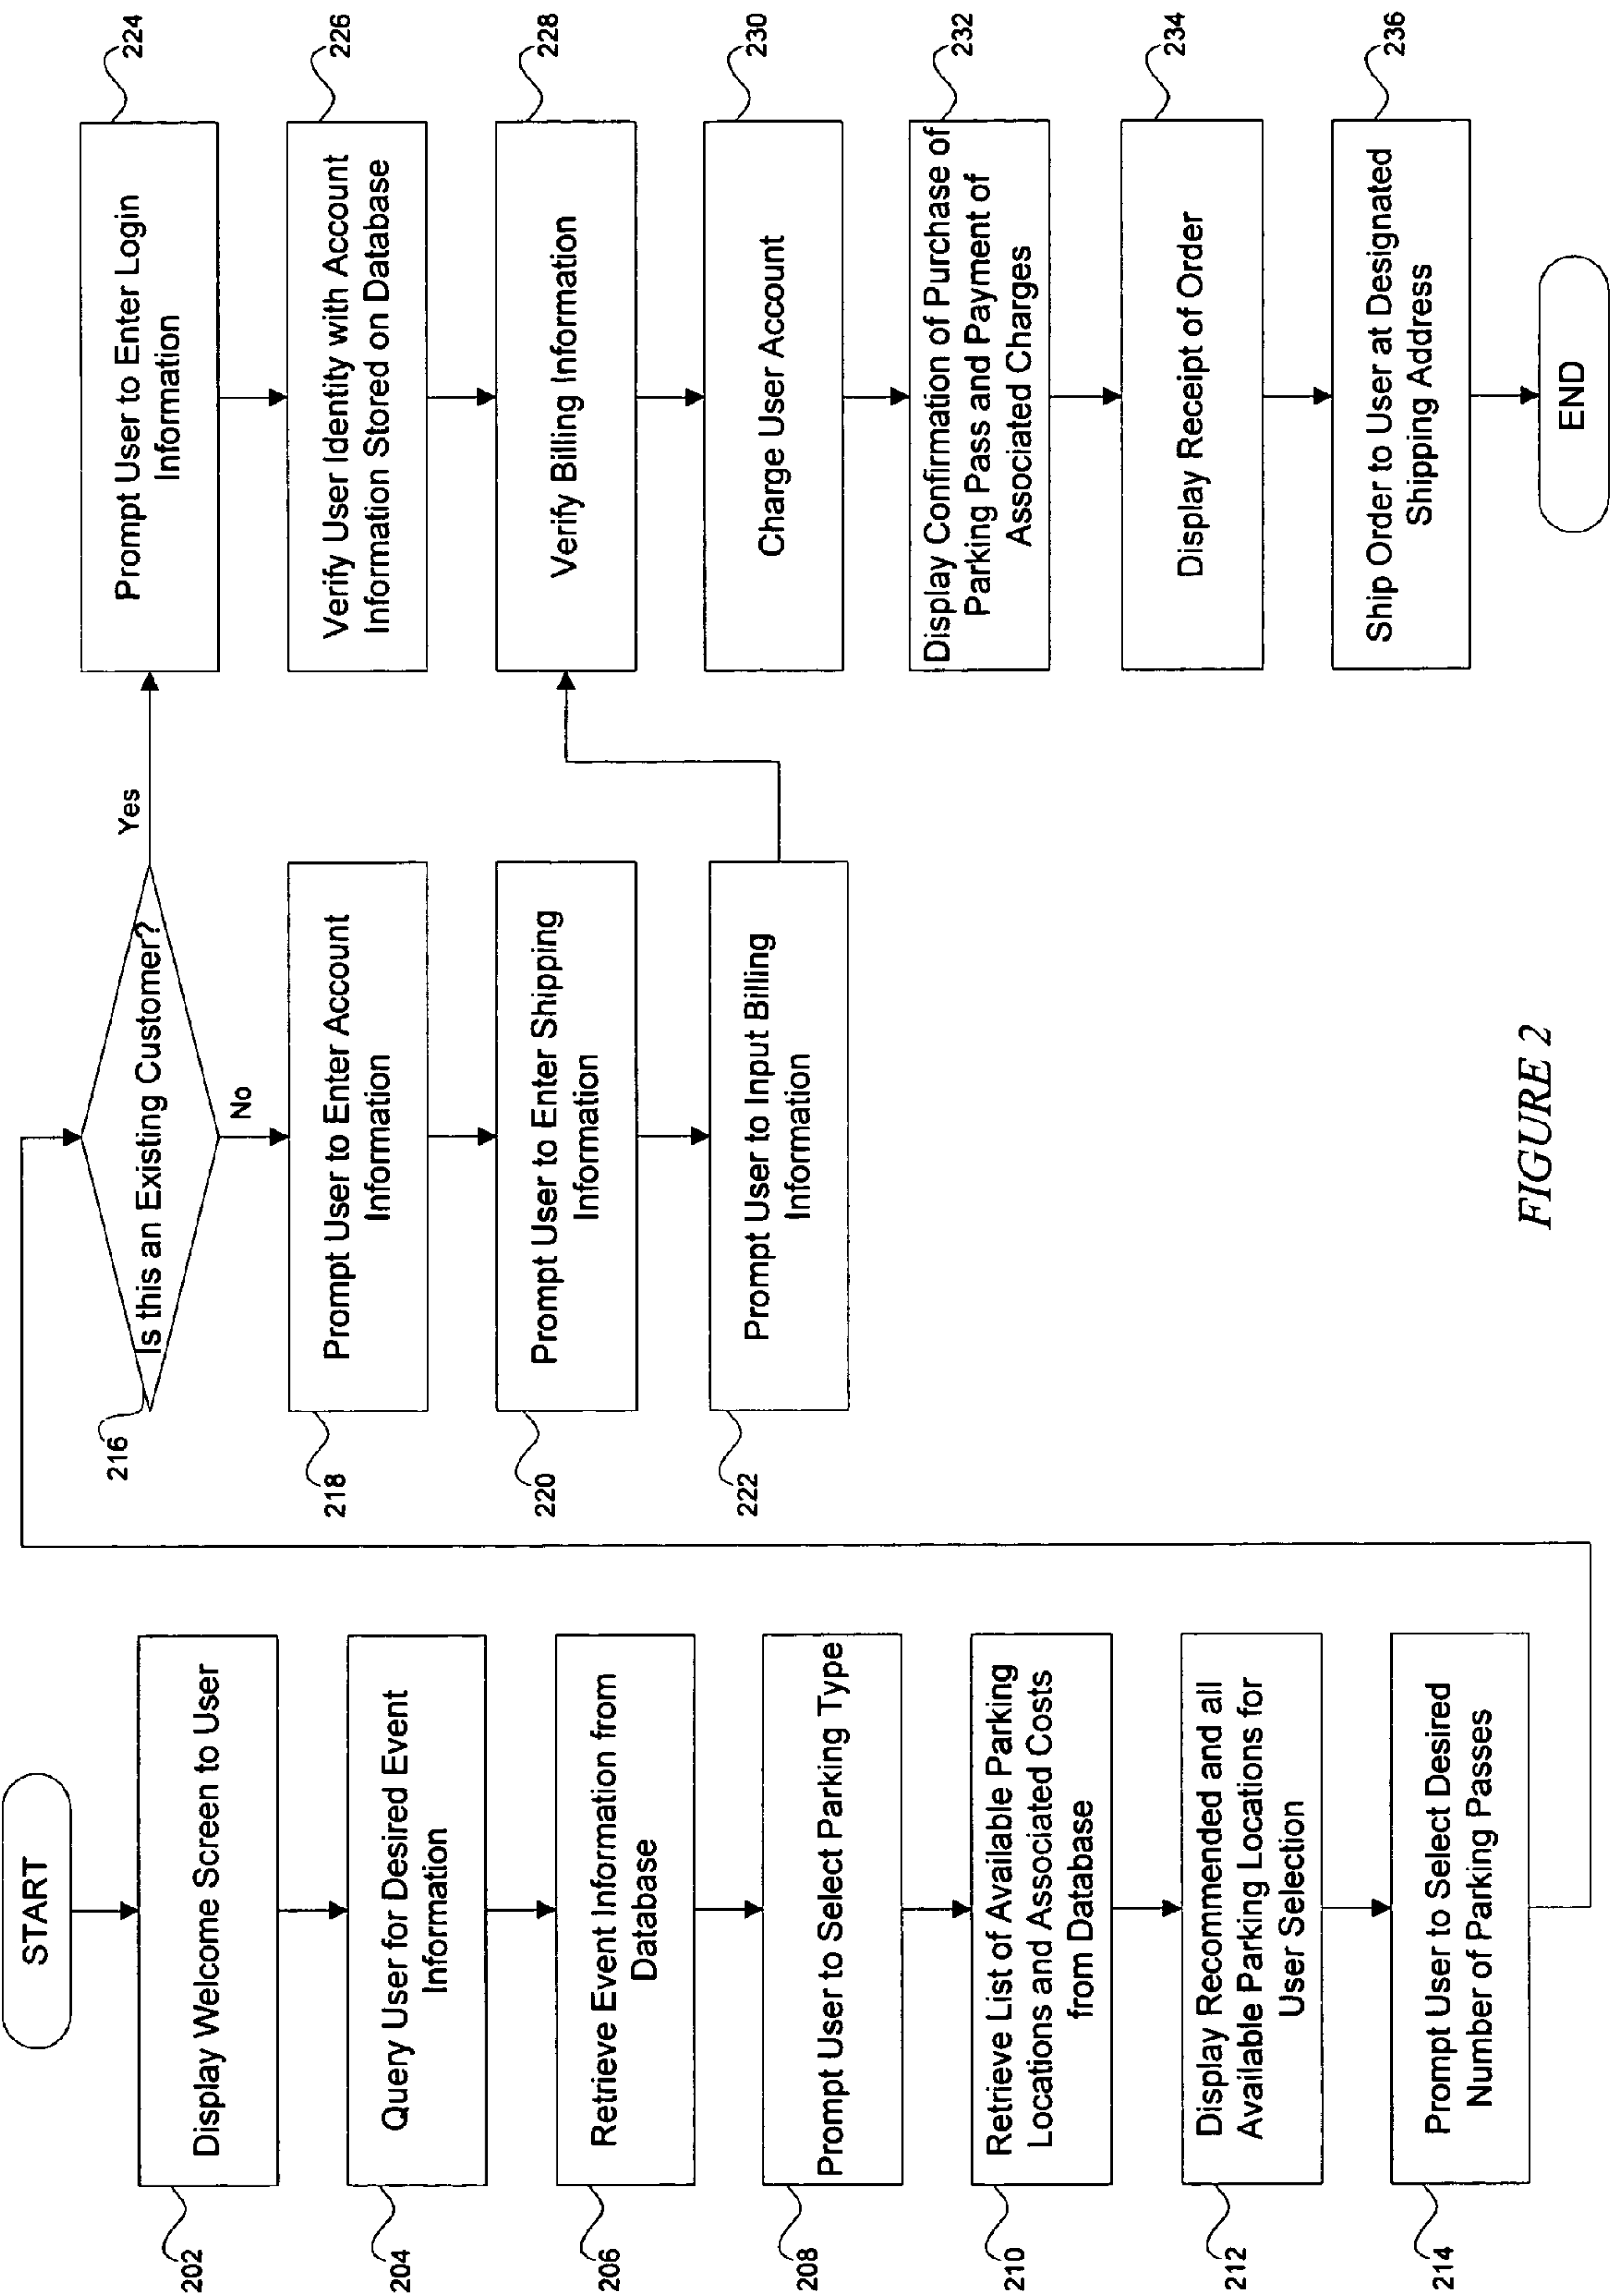 START
202
Display Welcome Screen to User
204
Query User for Desired Event
Information
206
Retrieve Event Information from
Database
208
Prompt User to Select Parking Type
210
Retrieve List of Available Parking
Locations and Associated Costs
from Database
212
Display Recommended and all
Available Parking Locations for
User Selection
214
Prompt User to Select Desired
Number of Parking Passes
216
Is this an Existing Customer?
Yes
No
218
Prompt User to Enter Account
Information
220
Prompt User to Enter Shipping
Information
222
Prompt User to Input Billing
Information
224
Prompt User to Enter Login
Information
226
Verify User Identity with Account
Information Stored on Database
228
Verify Billing Information
230
Charge User Account
232
Display Confirmation of Purchase of
Parking Pass and Payment of
Associated Charges
234
Display Receipt of Order
236
Ship Order to User at Designated
Shipping Address
END
FIGURE 2